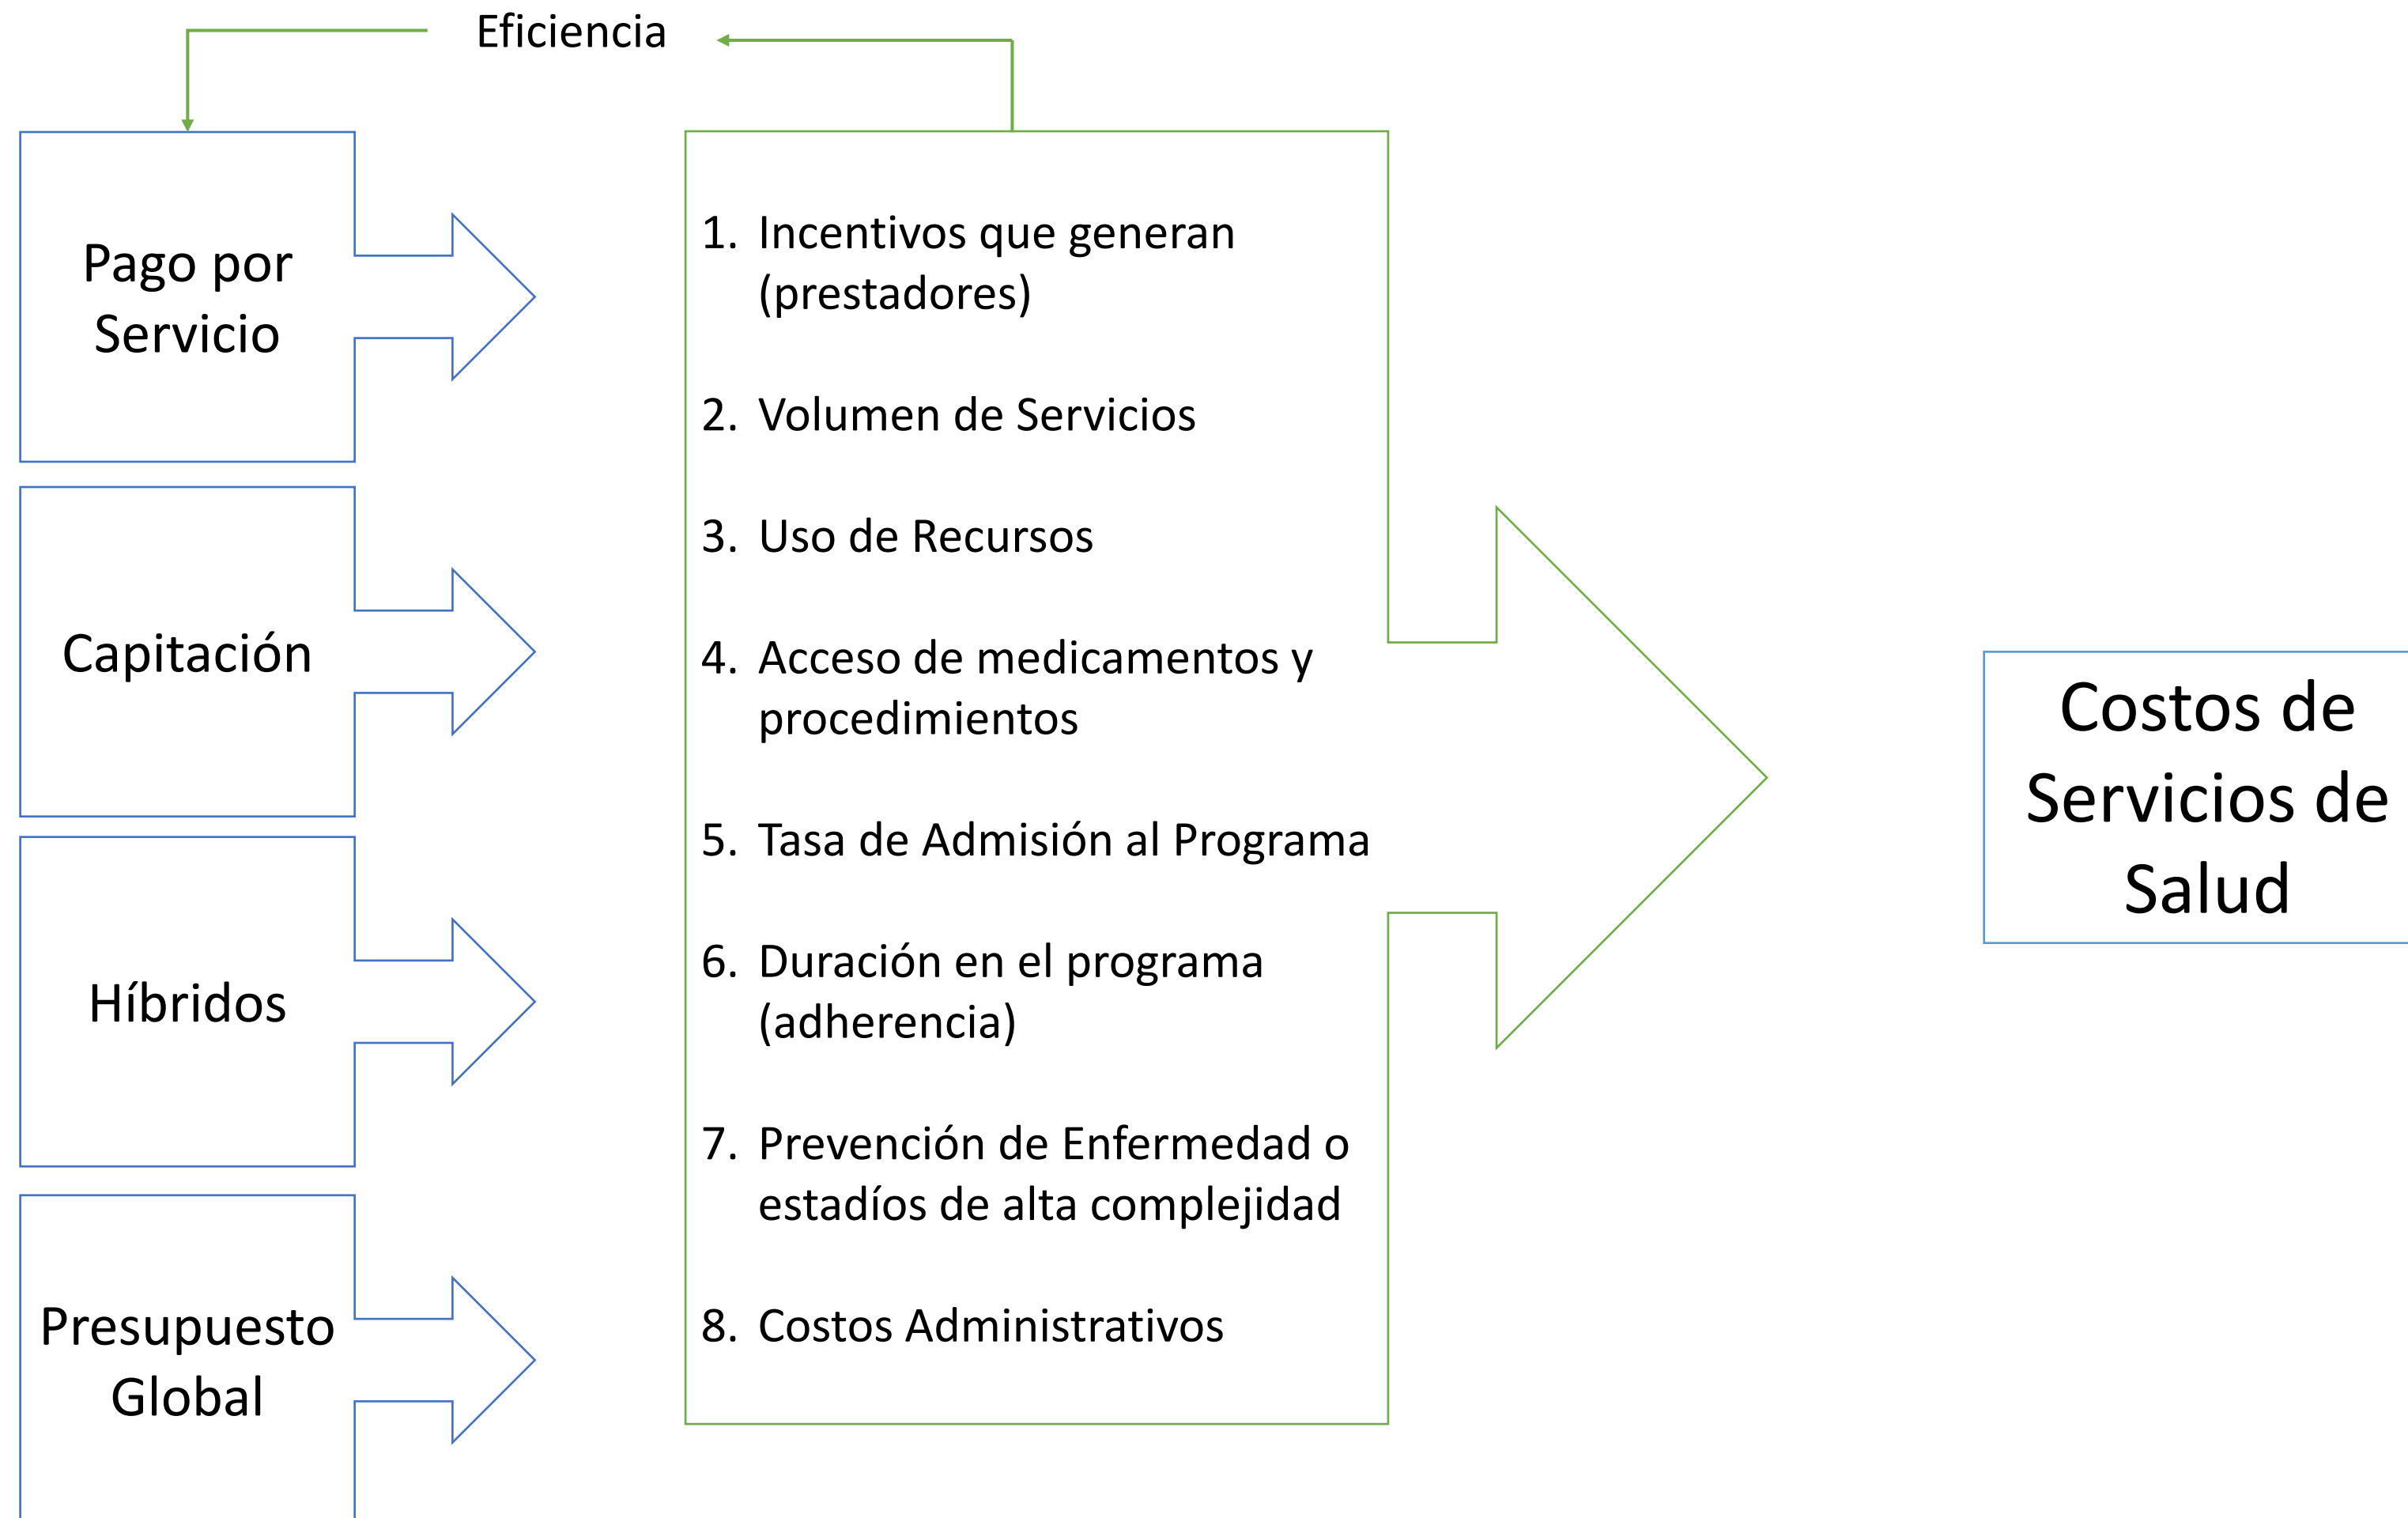 Eficiencia
Pago por
Servicio
Capitación
Híbridos
Presupuesto
Global
1. Incentivos que generan
(prestadores)
2. Volumen de Servicios
3. Uso de Recursos
4. Acceso de medicamentos y
procedimientos
5. Tasa de Admisión al Programa
6. Duración en el programa
(adherencia)
7. Prevención de Enfermedad o
estadíos de alta complejidad
8. Costos Administrativos
Costos de
Servicios de
Salud